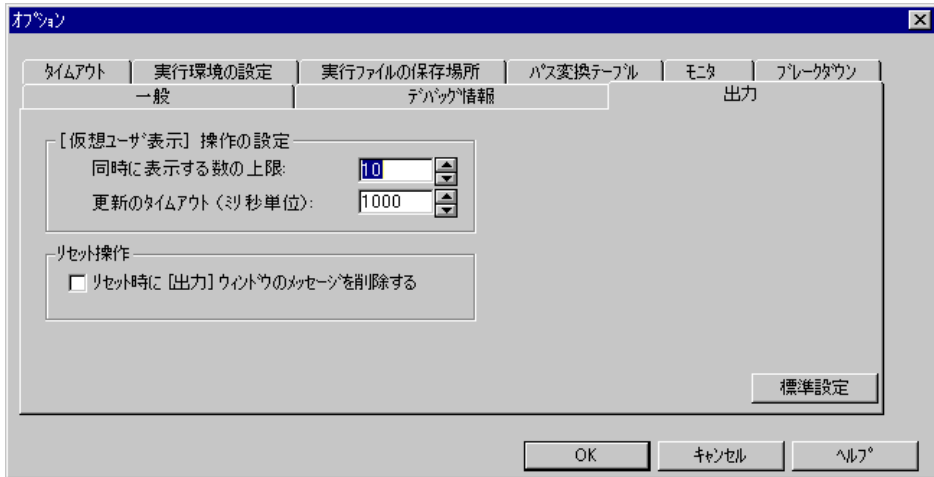 ｵﾌﾟｼｮﾝ
ﾀｲﾑｱｳﾄ 実行環境の設定 実行ﾌｧｲﾙの保存場所 ﾊﾟｽ変換ﾃｰﾌﾞﾙ ﾓﾆﾀ ﾌﾞﾚｰｸﾀﾞｳﾝ
一般 ﾃﾞﾊﾞｯｸﾞ情報 出力
[仮想ﾕｰｻﾞ表示] 操作の設定
同時に表示する数の上限: 10
更新のﾀｲﾑｱｳﾄ (ﾐﾘ秒単位): 1000
ﾘｾｯﾄ操作
ﾘｾｯﾄ時に [出力] ｳｨﾝﾄﾞｳのﾒｯｾｰｼﾞを削除する
標準設定
OK ｷｬﾝｾﾙ ﾍﾙﾌﾟ